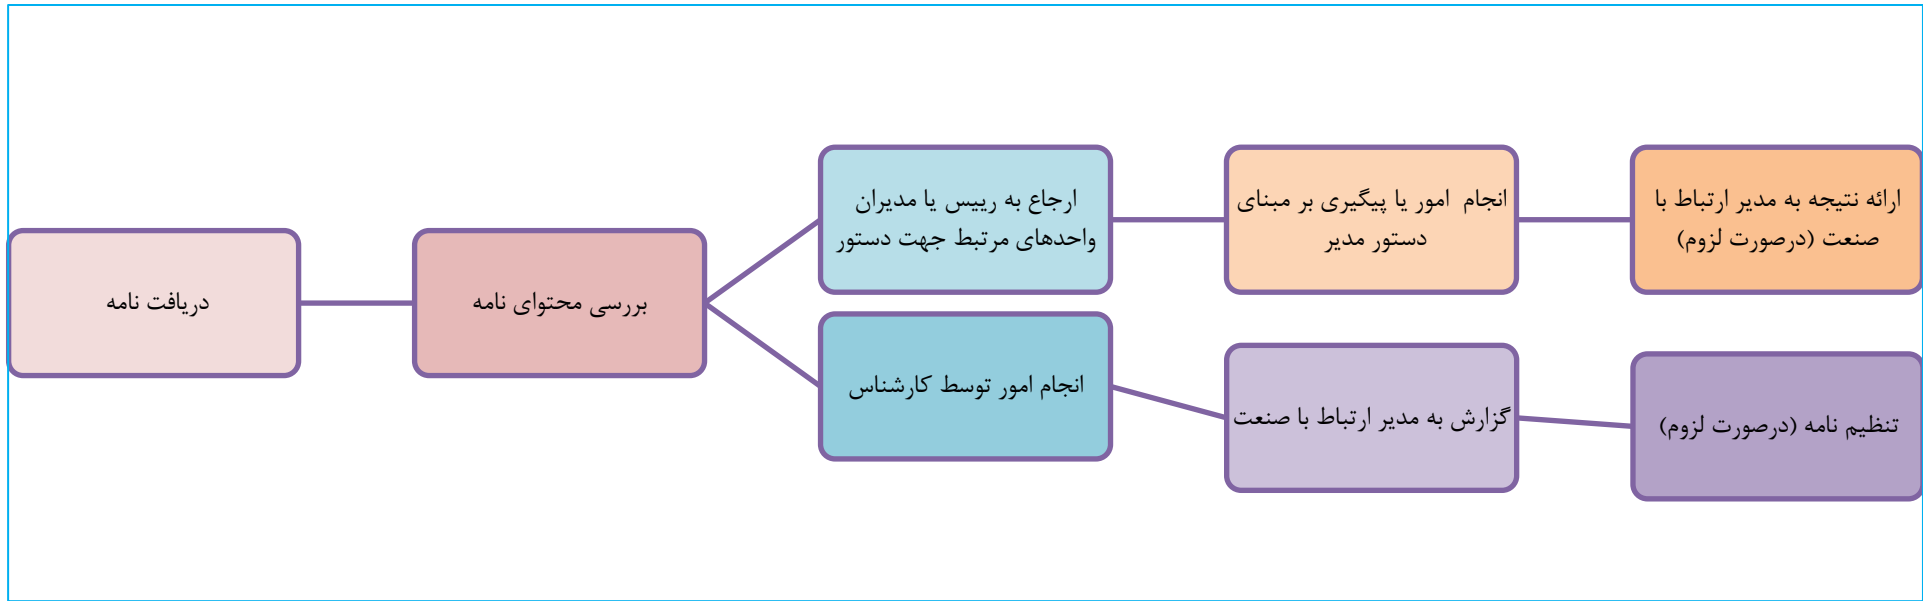 دریافت نامه
بررسی محتوای نامه
ارجاع به رییس یا مدیران
واحدهای مرتبط جهت دستور
انجام امور یا پیگیری بر مبنای
دستور مدیر
ارائه نتیجه به مدیر ارتباط با
صنعت (درصورت لزوم)
انجام امور توسط کارشناس
گزارش به مدیر ارتباط با صنعت
تنظیم نامه (درصورت لزوم)